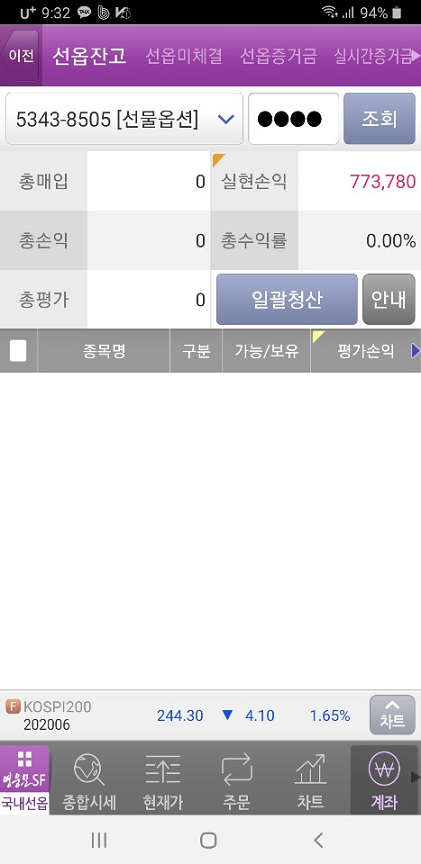 U+ 9:32 TALK 94%
이전 선옵잔고 선옵미체결 선옵증거금 실시간증거금
5343-8505 [선물옵션] ●●●● 조회
총매입 0 실현손익 773,780
총손익 0 총수익률 0.00%
총평가 0 일괄청산 안내
종목명 구분 가능/보유 평가손익
F KOSPI200
202006 244.30 ▼ 4.10 1.65% 차트
영웅문SF
국내선옵 종합시세 현재가 주문 차트 계좌